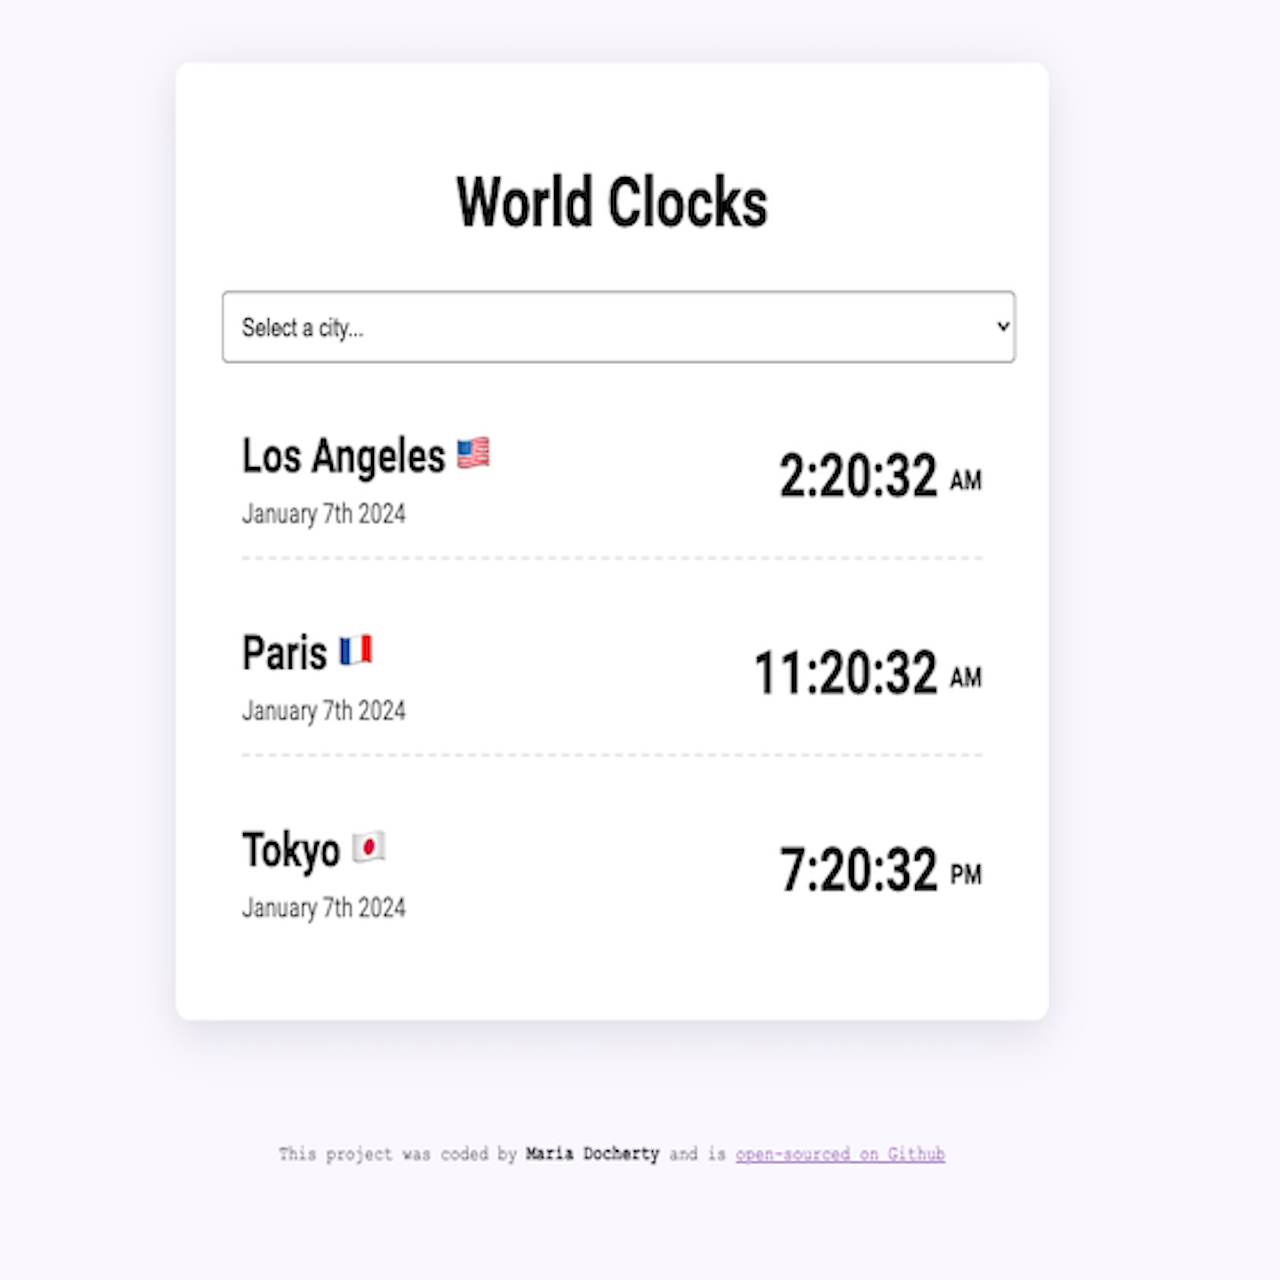 World Clocks
Select a city...
Los Angeles 🇺🇸
2:20:32 AM
January 7th 2024
Paris 🇫🇷
11:20:32 AM
January 7th 2024
Tokyo 🇯🇵
7:20:32 PM
January 7th 2024
This project was coded by Maria Docherty and is open-sourced on Github